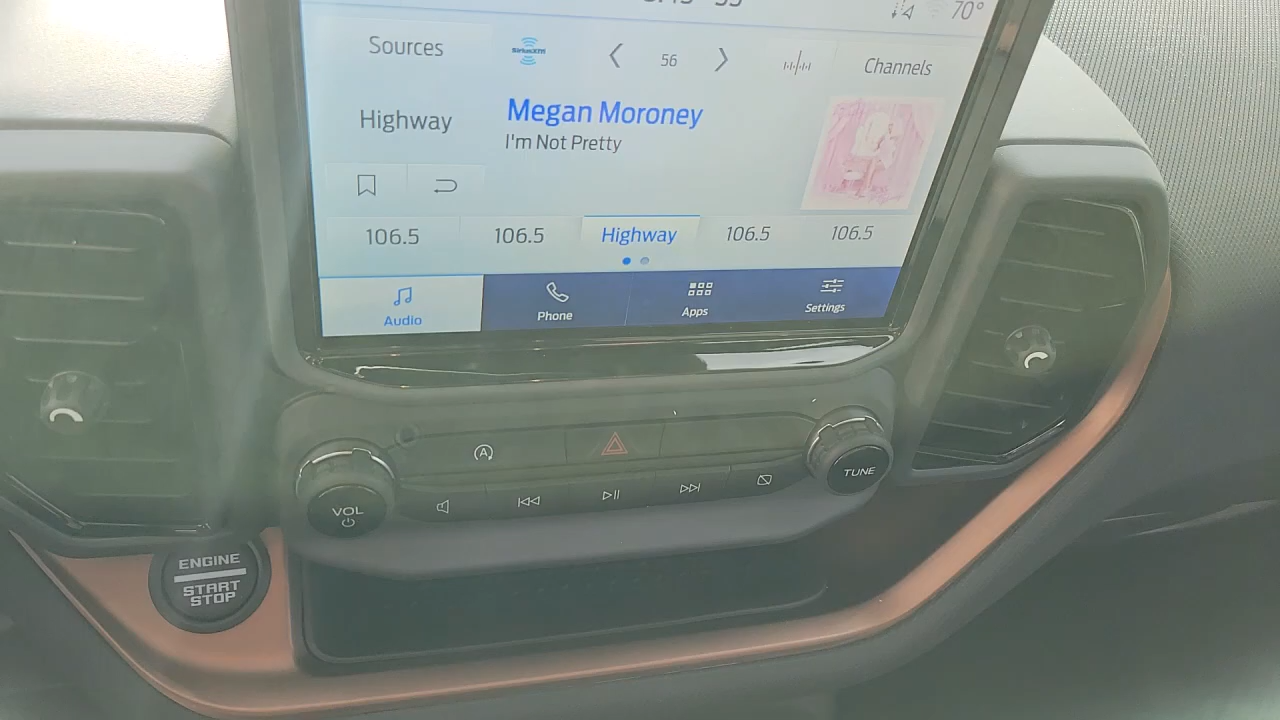 70°
Sources
SiriusXM
56
Channels
Highway
Megan Moroney
I'm Not Pretty
106.5
106.5
Highway
106.5
106.5
Audio
Phone
Apps
Settings
A
VOL
TUNE
ENGINE
START
STOP